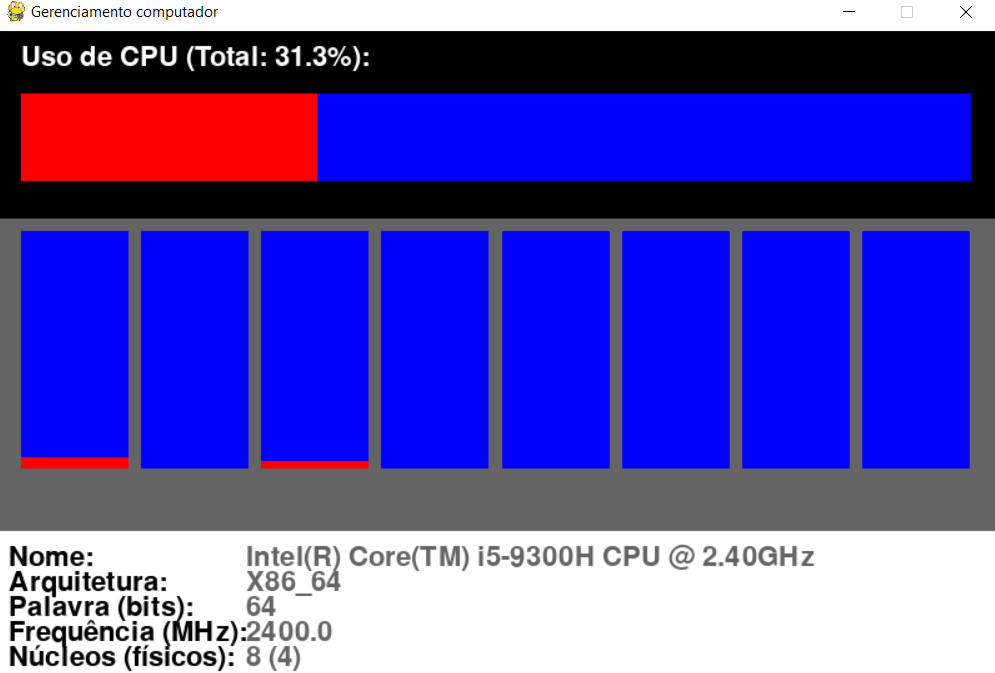 Gerenciamento computador
Uso de CPU (Total: 31.3%):
Nome: Intel(R) Core(TM) i5-9300H CPU @ 2.40GHz
Arquitetura: X86_64
Palavra (bits): 64
Frequência (MHz): 2400.0
Núcleos (físicos): 8 (4)